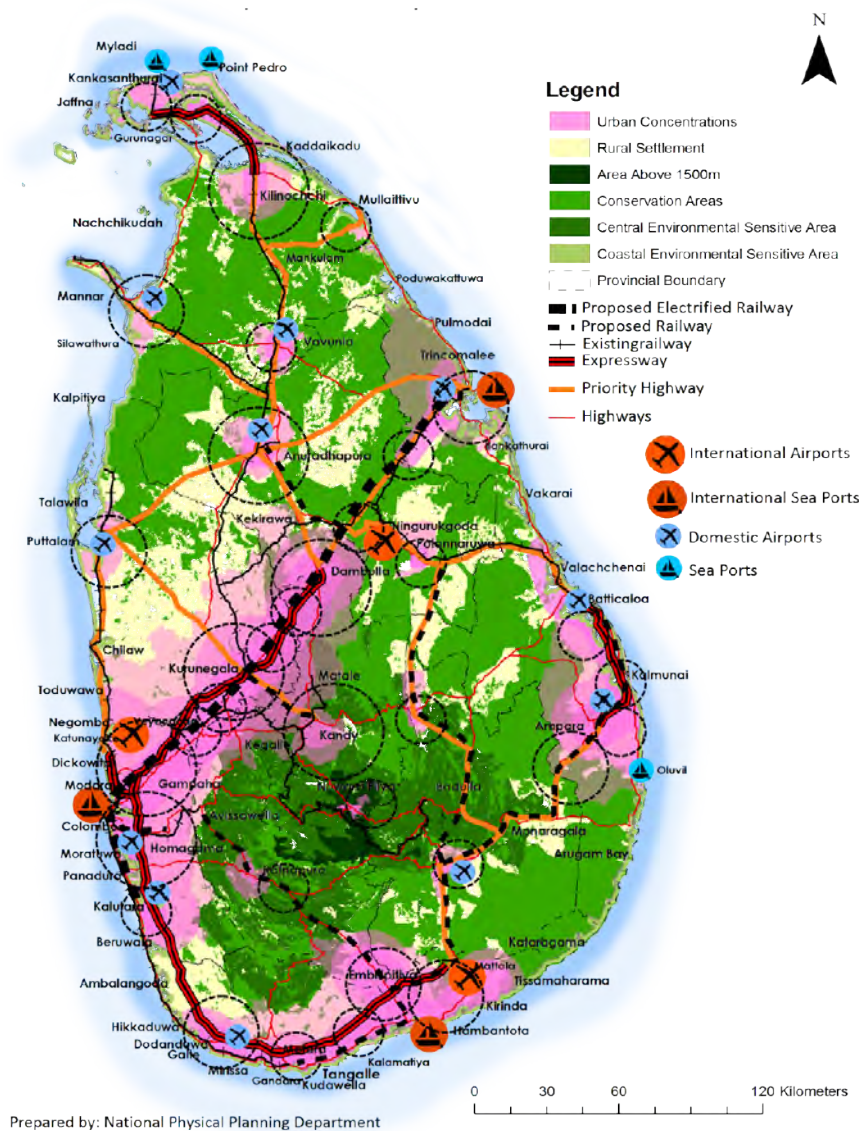 Myladi
Point Pedro
Kankasanthurai
Jaffna
Gurunagar
Kaddaikadu
Kilinochchi
Mullaittivu
Nachchikudah
Mankulam
Poduwakattuwa
Mannar
Pulmodai
Silawathura
Vavunia
Trincomalee
Kalpitiya
Anuradhapura
Sankathurai
Talawila
Kekirawa
Vakarai
Hingurukgoda
Puttalam
Polonnaruwa
Valachchenai
Dambulla
Batticaloa
Chilaw
Kurunegala
Matale
Kalmunai
Toduwawa
Negombo
Ampara
Katunayake
Kandy
Kegalle
Dickowita
Oluvil
Modara
Gampaha
Nuwara Eliya
Badulla
Colombo
Avissawella
Monaragala
Moratuwa
Homagama
Arugam Bay
Panadura
Ratnapura
Kalutara
Beruwala
Kataragama
Mattala
Ambalangoda
Embilipitiya
Tissamaharama
Kirinda
Hikkaduwa
Hambantota
Dodanduwa
Galle
Matara
Kalamatiya
Mirissa
Tangalle
Gandara
Kudawella
N
Legend
Urban Concentrations
Rural Settlement
Area Above 1500m
Conservation Areas
Central Environmental Sensitive Area
Coastal Environmental Sensitive Area
Provincial Boundary
Proposed Electrified Railway
Proposed Railway
Existingrailway
Expressway
Priority Highway
Highways
International Airports
International Sea Ports
Domestic Airports
Sea Ports
0 30 60 120 Kilometers
Prepared by: National Physical Planning Department